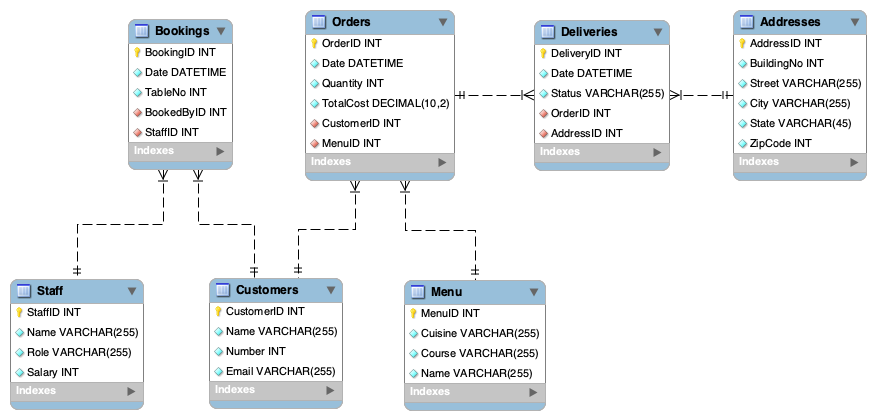 Bookings
BookingID INT
Date DATETIME
TableNo INT
BookedByID INT
StaffID INT
Indexes
Orders
OrderID INT
Date DATETIME
Quantity INT
TotalCost DECIMAL(10,2)
CustomerID INT
MenuID INT
Indexes
Deliveries
DeliveryID INT
Date DATETIME
Status VARCHAR(255)
OrderID INT
AddressID INT
Indexes
Addresses
AddressID INT
BuildingNo INT
Street VARCHAR(255)
City VARCHAR(255)
State VARCHAR(45)
ZipCode INT
Indexes
Staff
StaffID INT
Name VARCHAR(255)
Role VARCHAR(255)
Salary INT
Indexes
Customers
CustomerID INT
Name VARCHAR(255)
Number INT
Email VARCHAR(255)
Indexes
Menu
MenuID INT
Cuisine VARCHAR(255)
Course VARCHAR(255)
Name VARCHAR(255)
Indexes